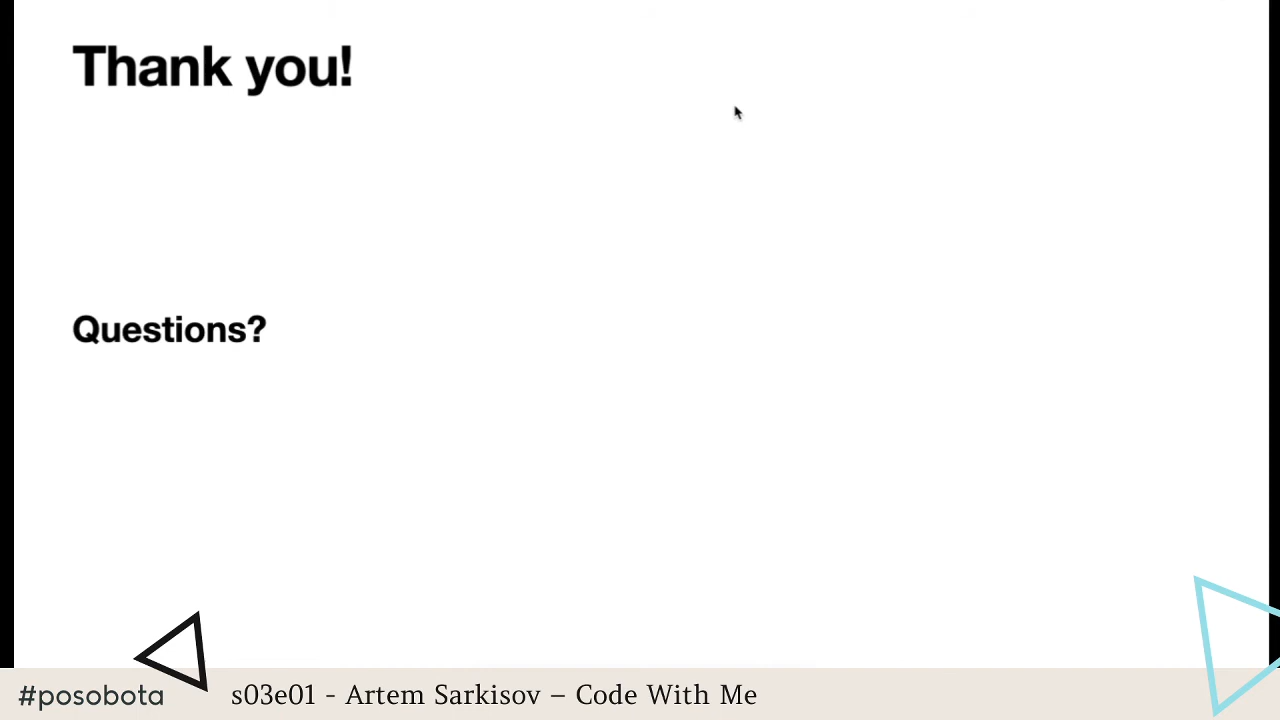 Thank you!
Questions?
#posobota
s03e01 - Artem Sarkisov – Code With Me